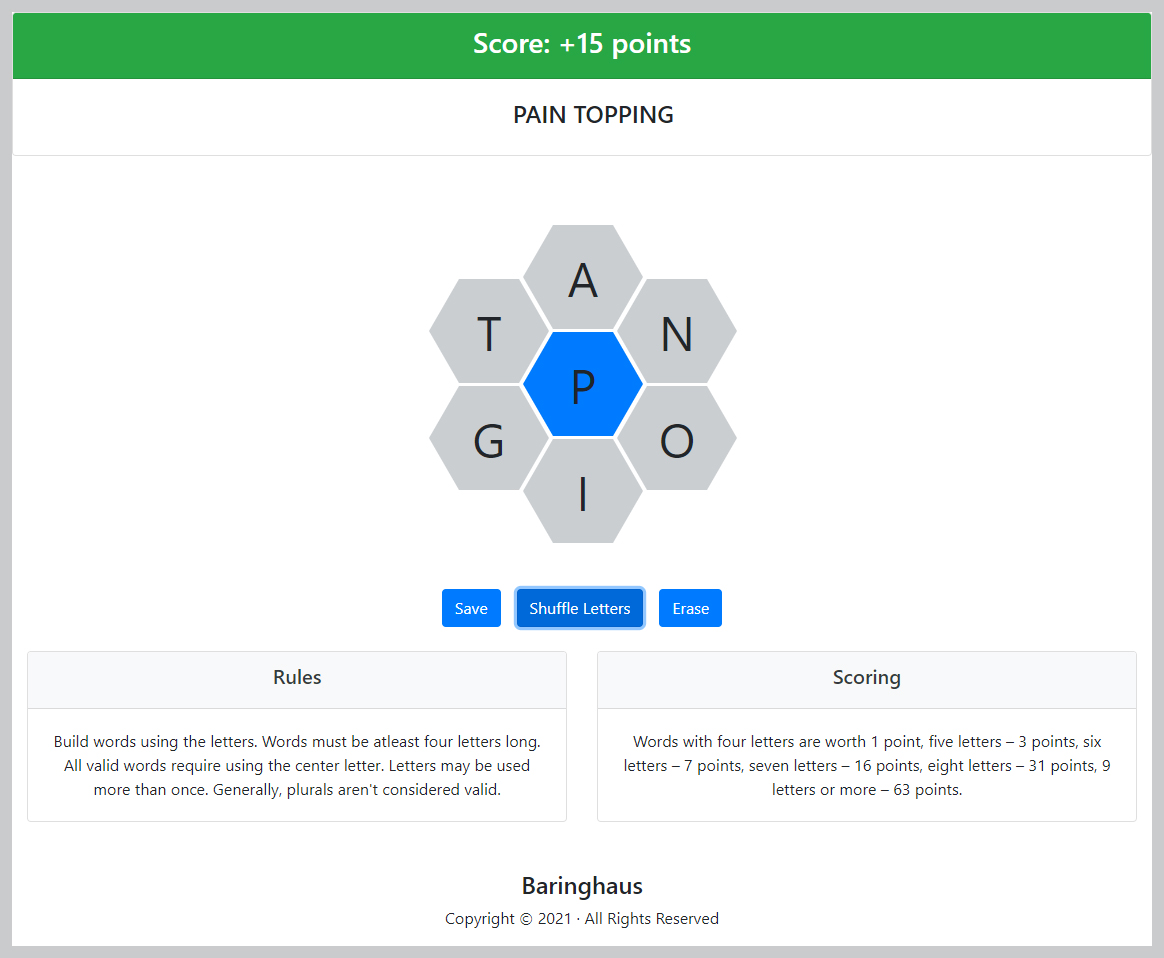 Score: +15 points
PAIN TOPPING
A
T
N
P
G
O
I
Save
Shuffle Letters
Erase
Rules
Build words using the letters. Words must be atleast four letters long.
All valid words require using the center letter. Letters may be used
more than once. Generally, plurals aren't considered valid.
Scoring
Words with four letters are worth 1 point, five letters – 3 points, six
letters – 7 points, seven letters – 16 points, eight letters – 31 points, 9
letters or more – 63 points.
Baringhaus
Copyright © 2021 · All Rights Reserved